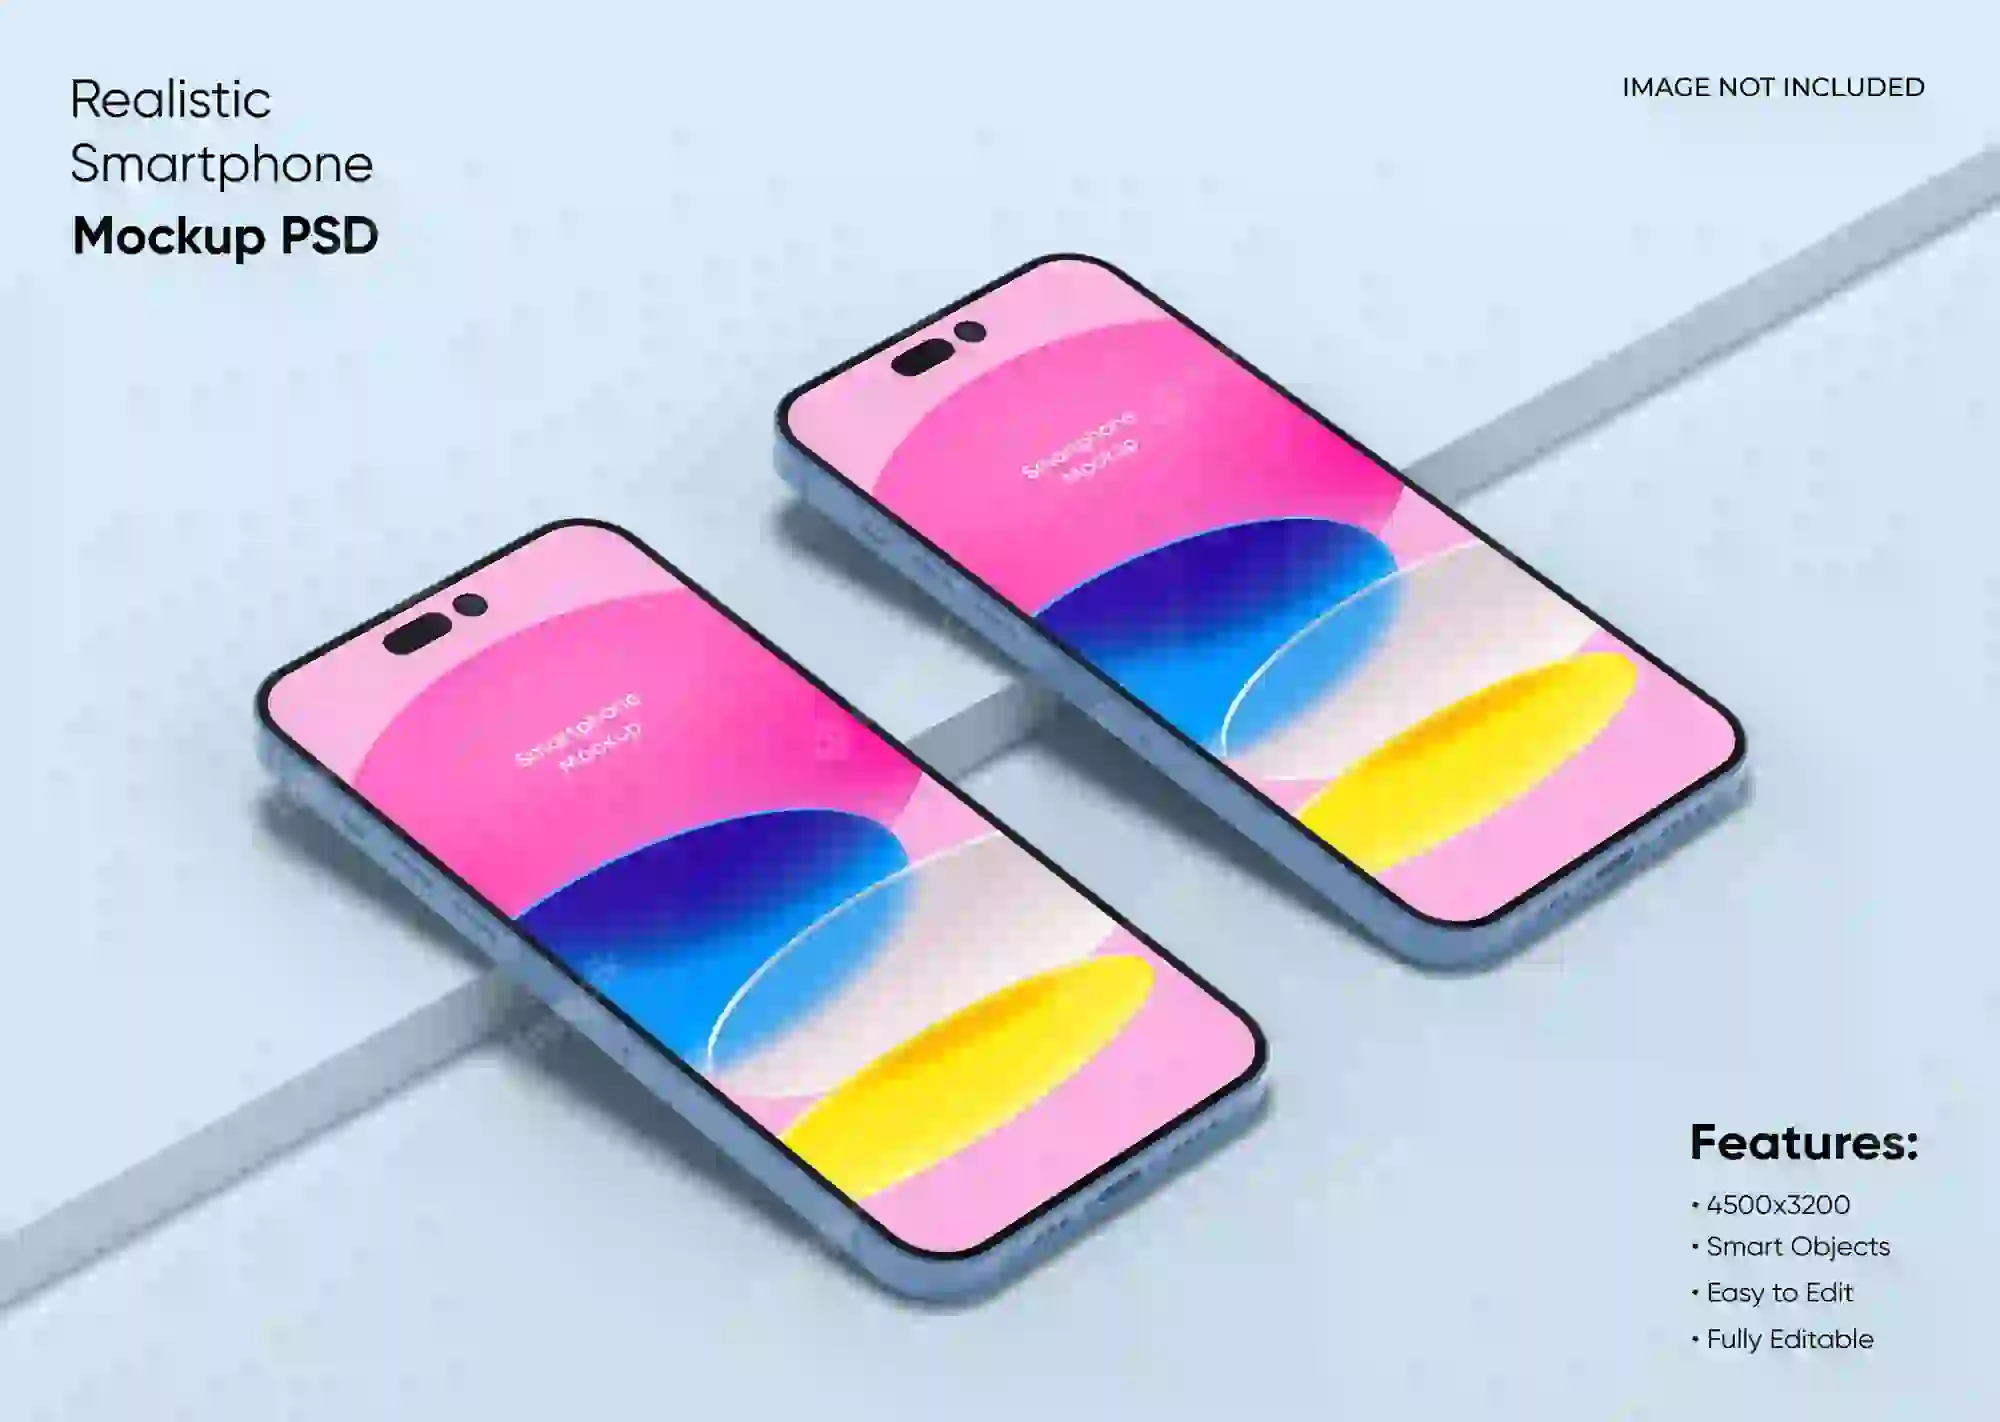 Realistic
Smartphone
Mockup PSD
IMAGE NOT INCLUDED
Smartphone
Mockup
Smartphone
Mockup
Features:
• 4500x3200
• Smart Objects
• Easy to Edit
• Fully Editable